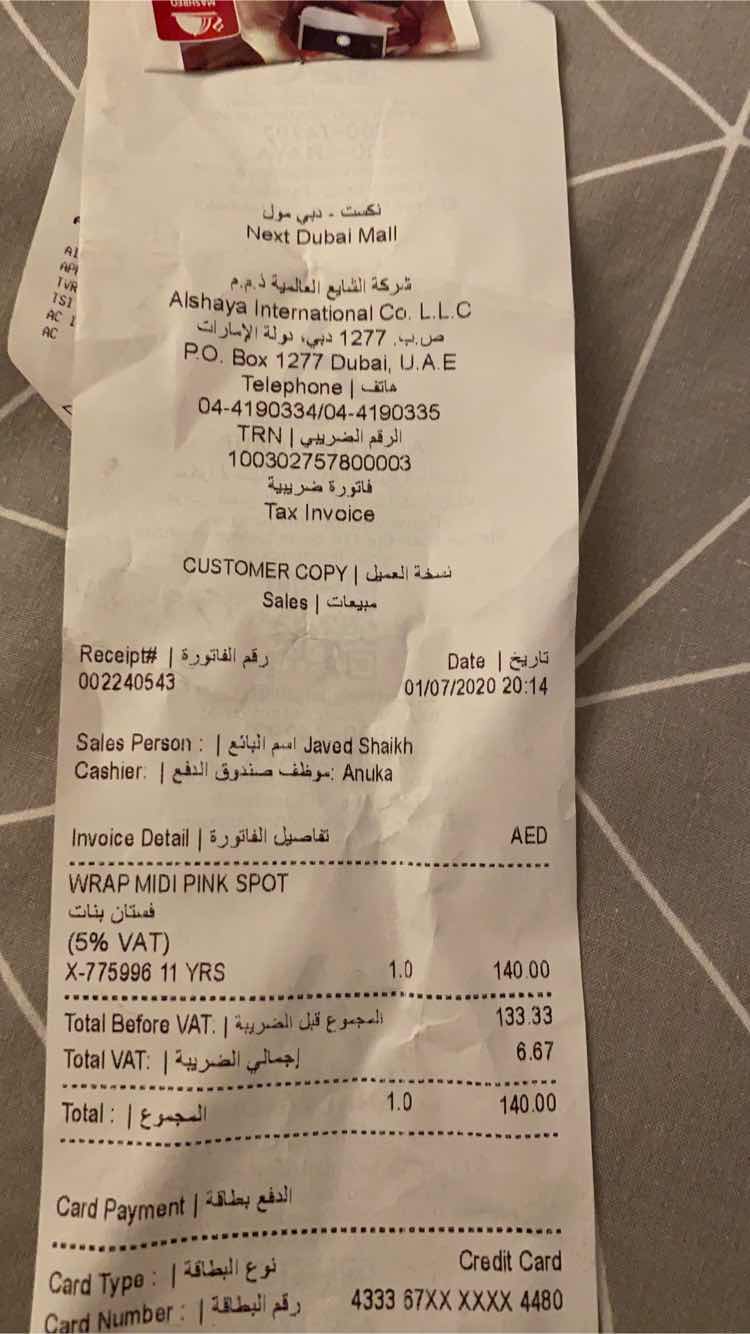 MASHREQ
نكست - دبي مول
Next Dubai Mall
شركة الشايع العالمية ذ.م.م
Alshaya International Co. L.L.C
ص.ب. 1277 دبي، دولة الإمارات
P.O. Box 1277 Dubai, U.A.E
Telephone | هاتف
04-4190334/04-4190335
TRN | الرقم الضريبي
100302757800003
فاتورة ضريبية
Tax Invoice
CUSTOMER COPY | نسخة العميل
Sales | مبيعات
Receipt# | رقم الفاتورة Date | تاريخ
002240543 01/07/2020 20:14
Sales Person : | اسم البائع Javed Shaikh
Cashier: | موظف صندوق الدفع: Anuka
Invoice Detail | تفاصيل الفاتورة AED
WRAP MIDI PINK SPOT
فستان بنات
(5% VAT)
X-775996 11 YRS 1.0 140.00
Total Before VAT: | المجموع قبل الضريبة 133.33
Total VAT: | إجمالي الضريبة 6.67
Total : | المجموع 1.0 140.00
Card Payment | الدفع بطاقة
Card Type : | نوع البطاقة Credit Card
Card Number : | رقم البطاقة 4333 67XX XXXX 4480
TVR
TSI
AC